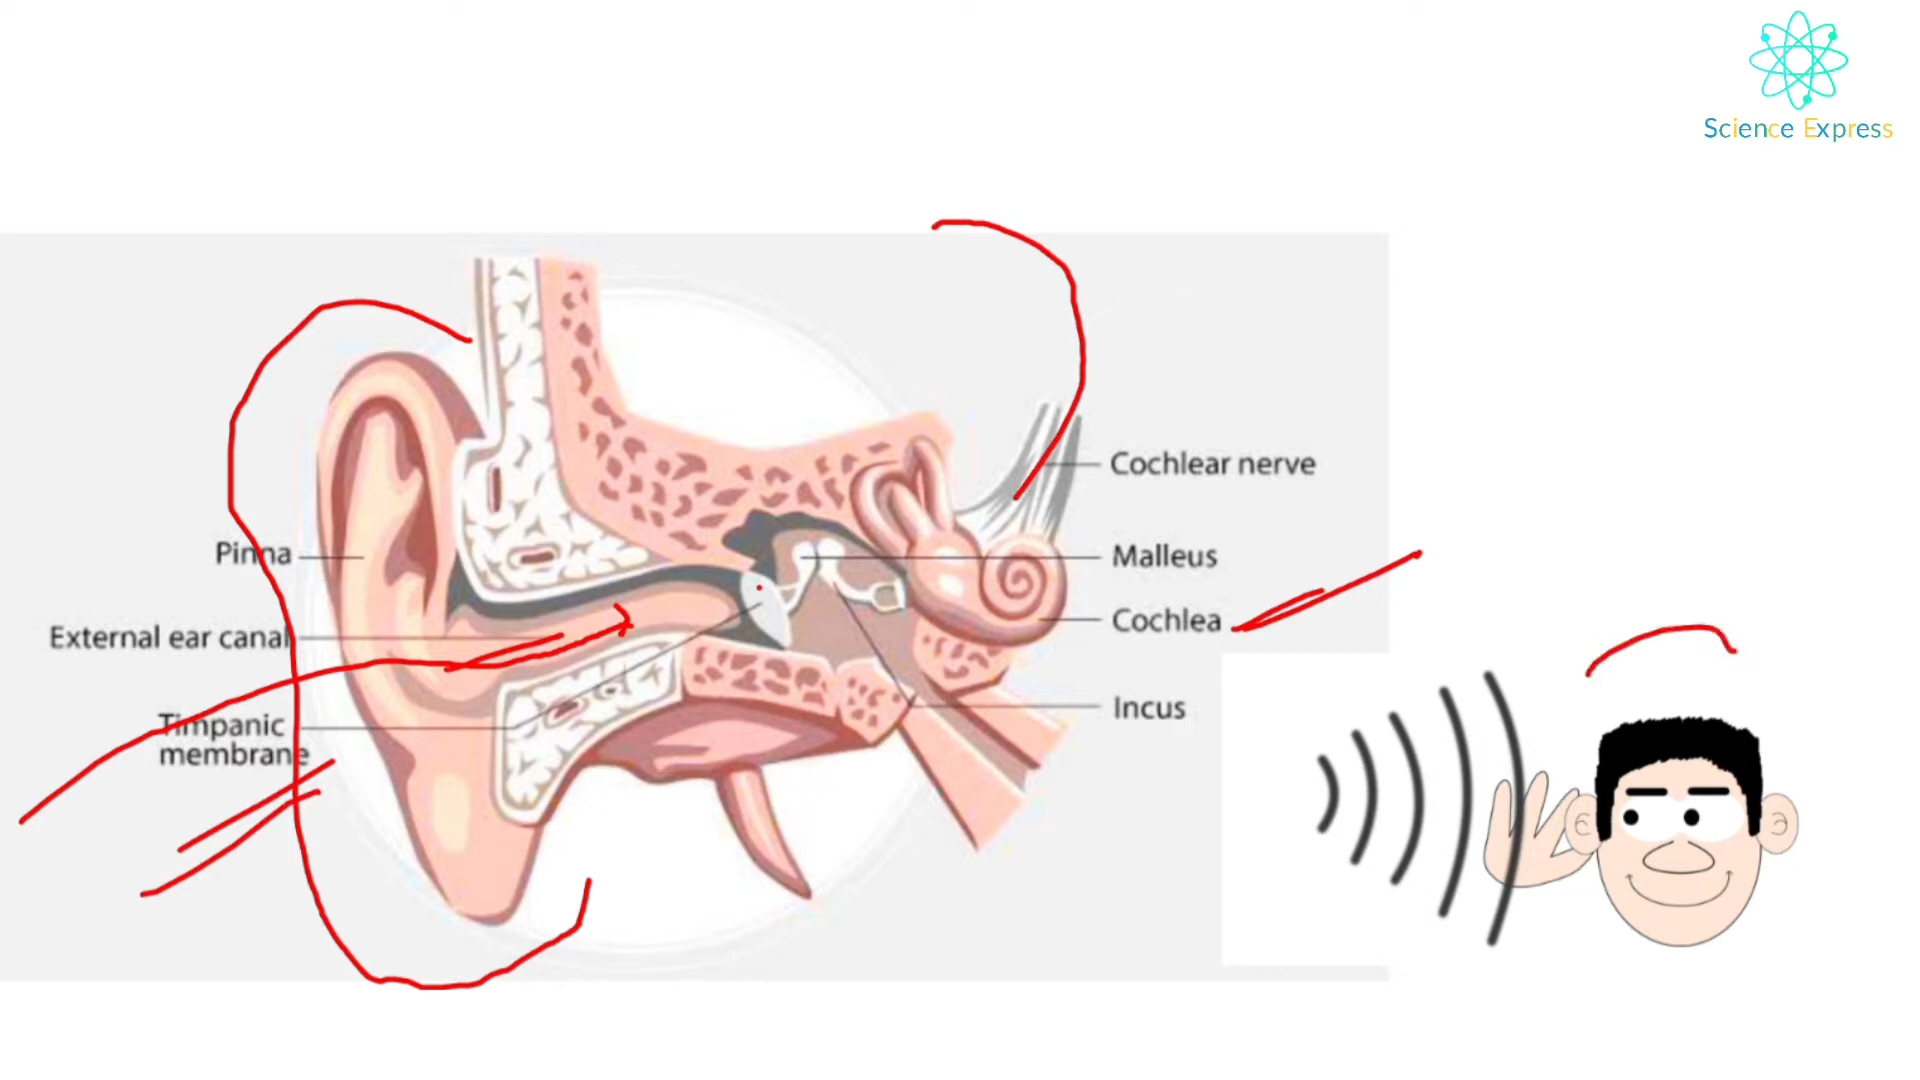 Science Express
Cochlear nerve
Pinna
Malleus
External ear canal
Cochlea
Timpanic
membrane
Incus